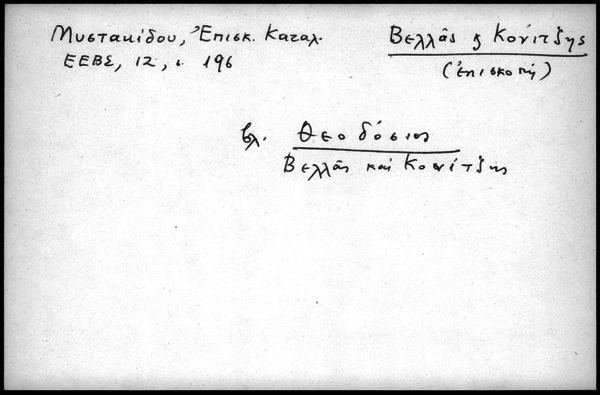 Μυστακίδου, Ἐπισκ. Καταλ.
ΕΕΒΣ, 12, σ. 196
Βελλᾶς ϗ Κονίτζης
(ἐπισκοπή)
βλ. Θεοδόσιος
Βελλᾶς καὶ Κονίτζης